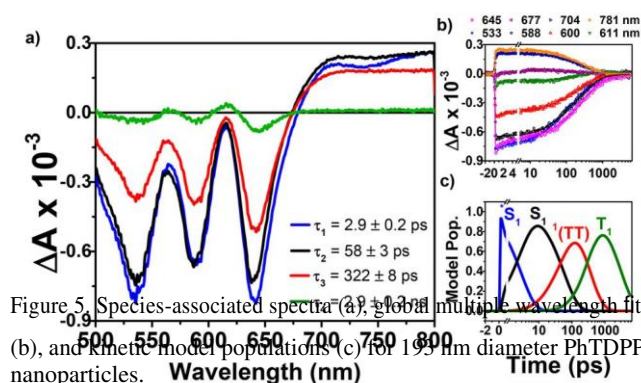 a)
0.3
0.0
-0.3
-0.6
-0.9
ΔA x 10⁻³
τ₁ = 2.9 ± 0.2 ps
τ₂ = 58 ± 3 ps
τ₃ = 322 ± 8 ps
500 550 600 650 700 750 800
Wavelength (nm)
b)
645 677 704 781 nm
533 588 600 611 nm
0.3
0.0
-0.3
-0.6
-0.9
ΔA x 10⁻³
-2 0 2 4 10 1000
c)
*S₁ S₁ ¹(TT) T₁
1.0
0.8
0.6
0.4
0.2
0.0
Model Pop.
-2 0 10 100 1000
Time (ps)
Figure 5. Species-associated spectra (a), global multiple wavelength fit
(b), and kinetic model populations (c) for 193 nm diameter PhTDPP
nanoparticles.